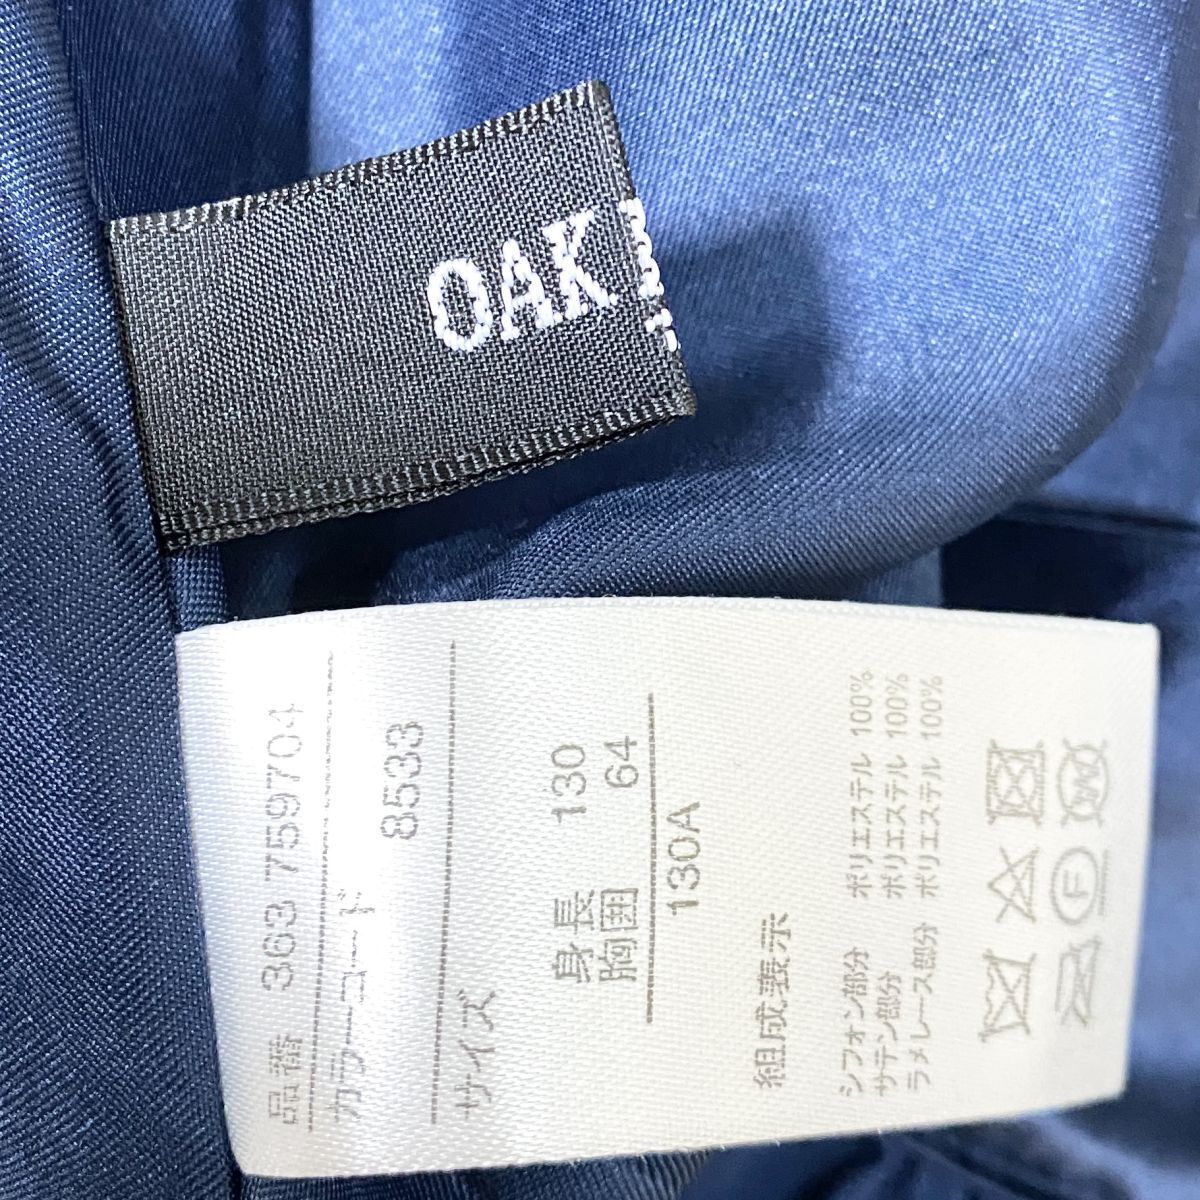 OAK
品番 363 759704
カラーコード
8533
サイズ
身長 130
胸囲 64
130A
組成表示
シフォン部分 ポリエステル 100%
サテン部分 ポリエステル 100%
ラメレース部分 ポリエステル 100%
W
F